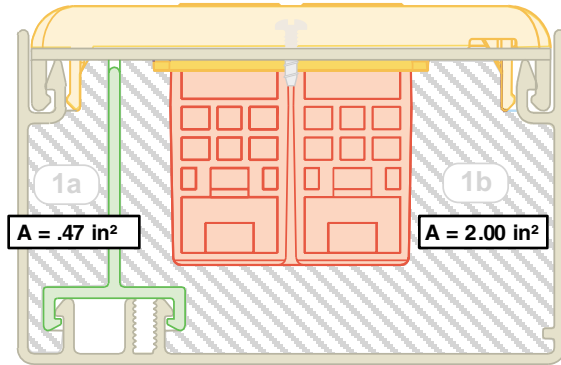 1a
1b
A = .47 in²
A = 2.00 in²